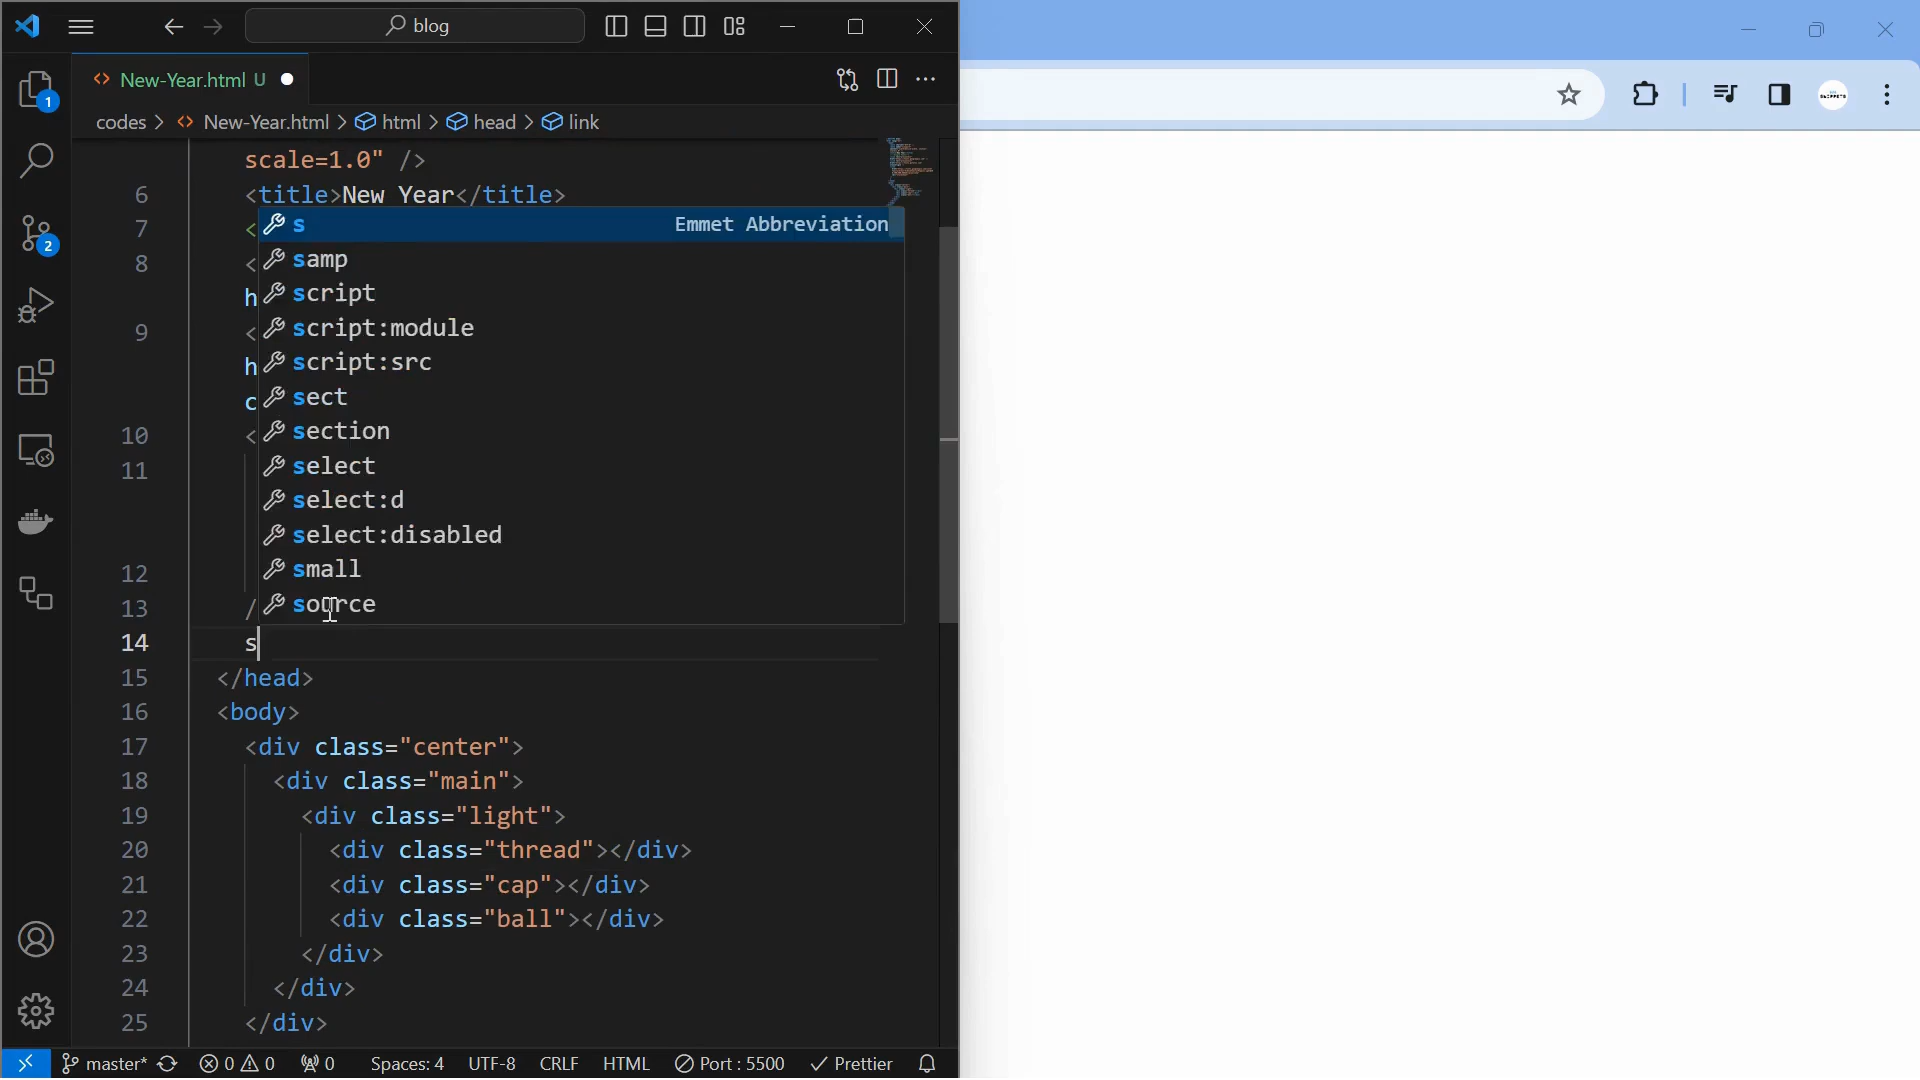 blog
New-Year.html U
codes > New-Year.html > html > head > link
scale=1.0" />
6 <title>New Year</title>
7 <
8 <
h
9 <
h
c
10 <
11
12
13 /
s Emmet Abbreviation
samp
script
script:module
script:src
sect
section
select
select:d
select:disabled
small
source
14 s
15 </head>
16 <body>
17 <div class="center">
18 <div class="main">
19 <div class="light">
20 <div class="thread"></div>
21 <div class="cap"></div>
22 <div class="ball"></div>
23 </div>
24 </div>
25 </div>
1
2
master* 0 0 0 Spaces: 4 UTF-8 CRLF HTML Port : 5500 Prettier